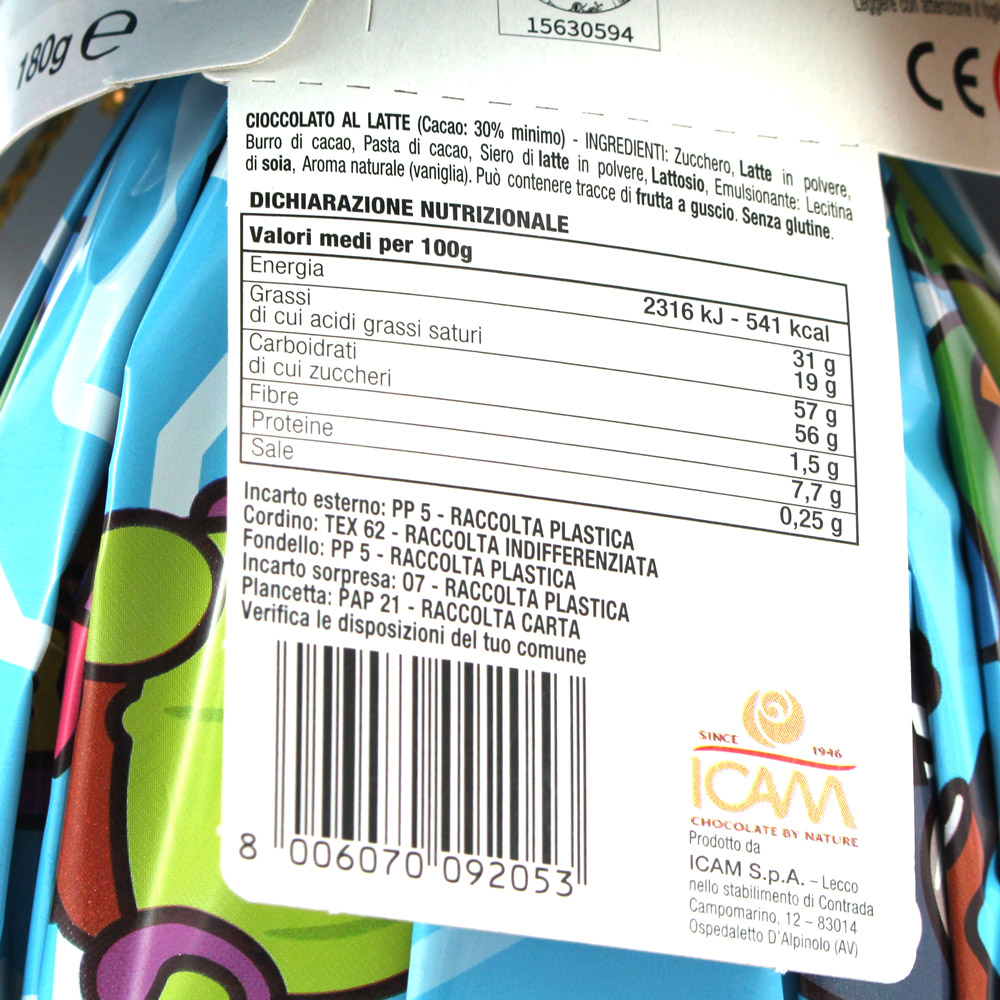 180g e
15630594
CE
CIOCCOLATO AL LATTE (Cacao: 30% minimo) - INGREDIENTI: Zucchero, Latte in polvere,
Burro di cacao, Pasta di cacao, Siero di latte in polvere, Lattosio, Emulsionante: Lecitina
di soia, Aroma naturale (vaniglia). Può contenere tracce di frutta a guscio. Senza glutine.
DICHIARAZIONE NUTRIZIONALE
Valori medi per 100g
Energia 2316 kJ - 541 kcal
Grassi 31 g
di cui acidi grassi saturi 19 g
Carboidrati 57 g
di cui zuccheri 56 g
Fibre 1,5 g
Proteine 7,7 g
Sale 0,25 g
Incarto esterno: PP 5 - RACCOLTA PLASTICA
Cordino: TEX 62 - RACCOLTA INDIFFERENZIATA
Fondello: PP 5 - RACCOLTA PLASTICA
Incarto sorpresa: 07 - RACCOLTA PLASTICA
Plancetta: PAP 21 - RACCOLTA CARTA
Verifica le disposizioni del tuo comune
8 006070 092053
SINCE 1946
ICAM
CHOCOLATE BY NATURE
Prodotto da
ICAM S.p.A. – Lecco
nello stabilimento di Contrada
Campomarino, 12 – 83014
Ospedaletto D'Alpinolo (AV)